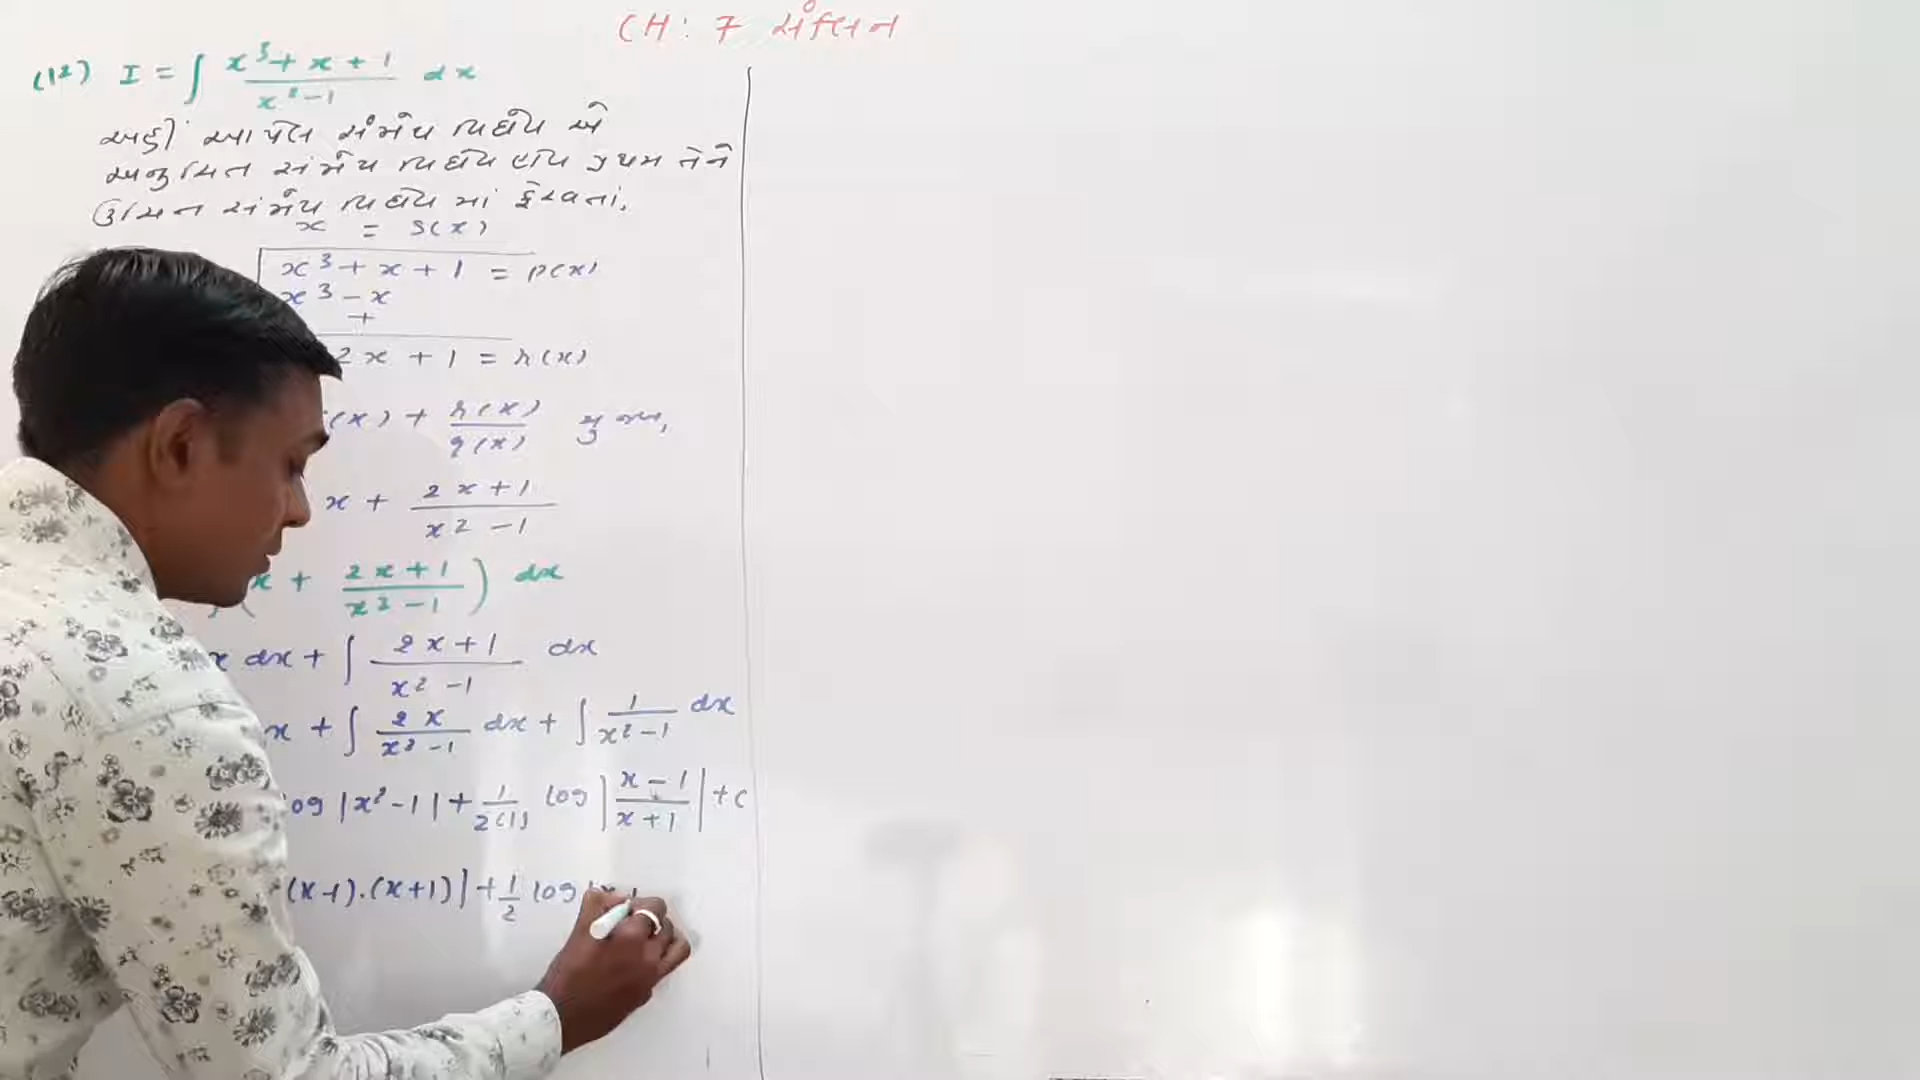 CH: 7 સંકલન
(12) I = ∫ (x³ + x + 1)/(x² - 1) dx
અહીં આપેલ સંમેય વિધેય એ
અનુચિત સંમેય વિધેય હોય પ્રથમ તેને
ઉચિત સંમેય વિધેય માં ફેરવતાં,
x = S(x)
x³ + x + 1 = p(x)
x³ - x
+
2x + 1 = r(x)
(x) + r(x)/q(x) મુજબ,
x + (2x + 1)/(x² - 1)
(x + (2x + 1)/(x² - 1)) dx
x dx + ∫ (2x + 1)/(x² - 1) dx
x + ∫ 2x/(x² - 1) dx + ∫ 1/(x² - 1) dx
log |x² - 1| + 1/2(1) log |(x - 1)/(x + 1)| + c
(x-1).(x+1)| + 1/2 log